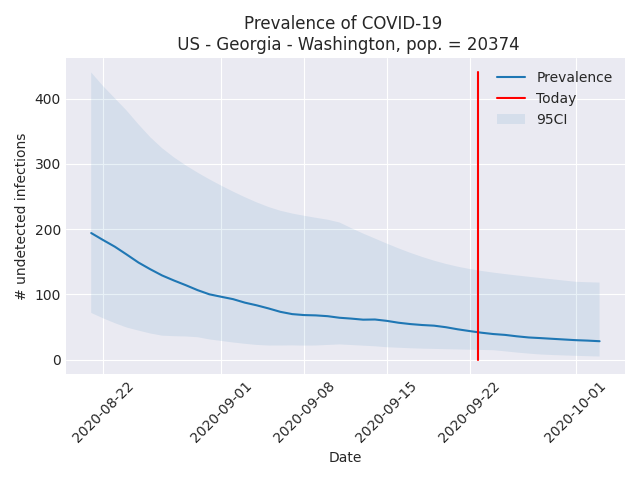 Prevalence of COVID-19
US - Georgia - Washington, pop. = 20374
Prevalence
Today
95CI
400
300
200
100
0
# undetected infections
2020-08-22
2020-09-01
2020-09-08
2020-09-15
2020-09-22
2020-10-01
Date